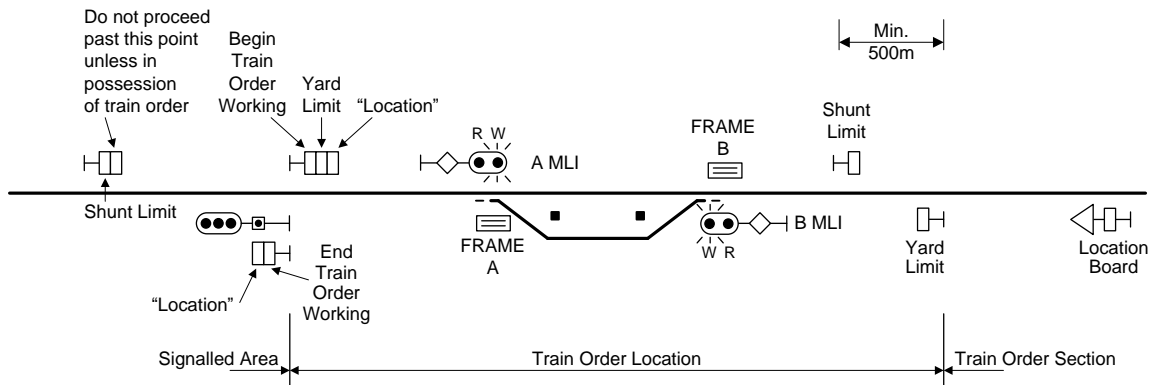 Do not proceed
past this point
unless in
possession
of train order
Begin
Train
Order
Working
Yard
Limit
“Location”
R W
A MLI
FRAME
B
Shunt
Limit
Min.
500m
Shunt Limit
FRAME
A
W R
B MLI
Yard
Limit
Location
Board
“Location”
End
Train
Order
Working
Signalled Area
Train Order Location
Train Order Section